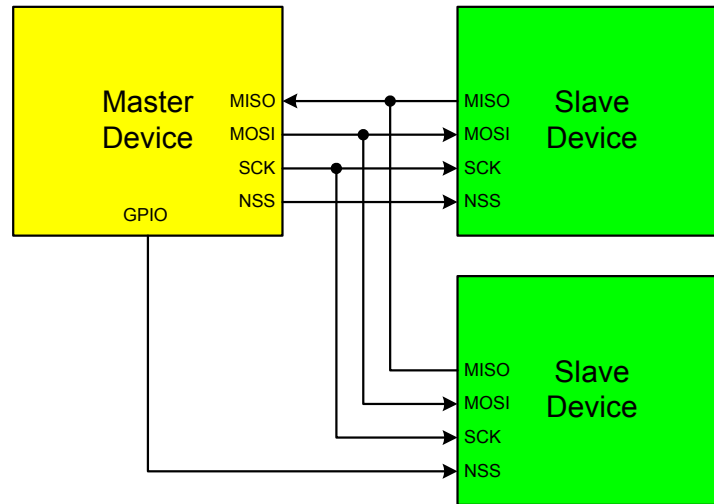 Master
Device
MISO
MOSI
SCK
NSS
GPIO
MISO
MOSI
SCK
NSS
Slave
Device
MISO
MOSI
SCK
NSS
Slave
Device